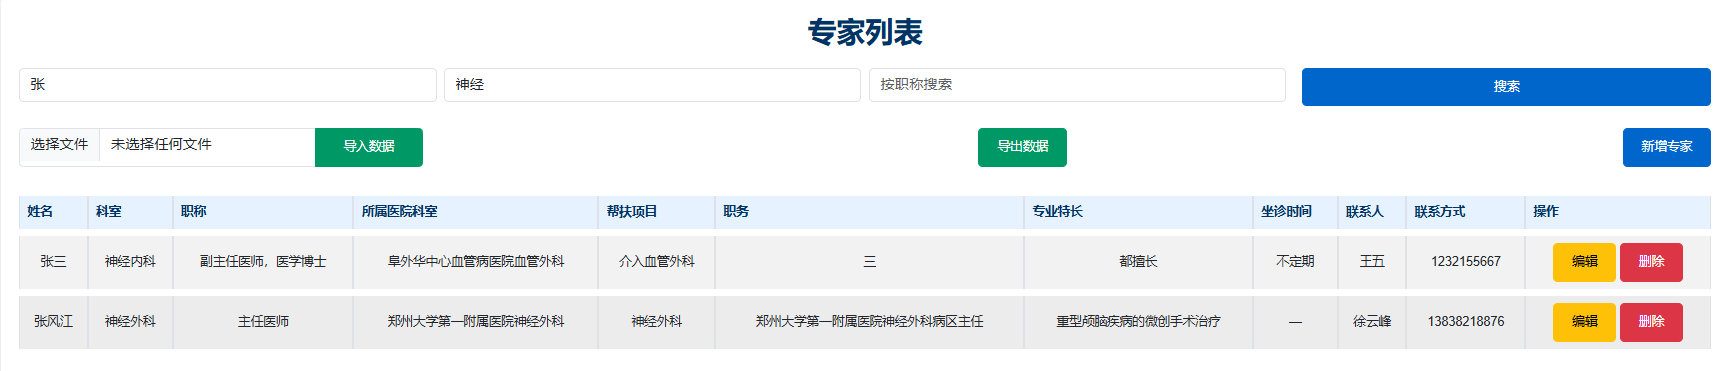 专家列表
张 神经 按职称搜索 搜索
选择文件 未选择任何文件 导入数据 导出数据 新增专家
姓名 科室 职称 所属医院科室 帮扶项目 职务 专业特长 坐诊时间 联系人 联系方式 操作
张三 神经内科 副主任医师，医学博士 阜外华中心血管病医院血管外科 介入血管外科 三 都擅长 不定期 王五 1232155667 编辑 删除
张风江 神经外科 主任医师 郑州大学第一附属医院神经外科 神经外科 郑州大学第一附属医院神经外科病区主任 重型颅脑疾病的微创手术治疗 — 徐云峰 13838218876 编辑 删除